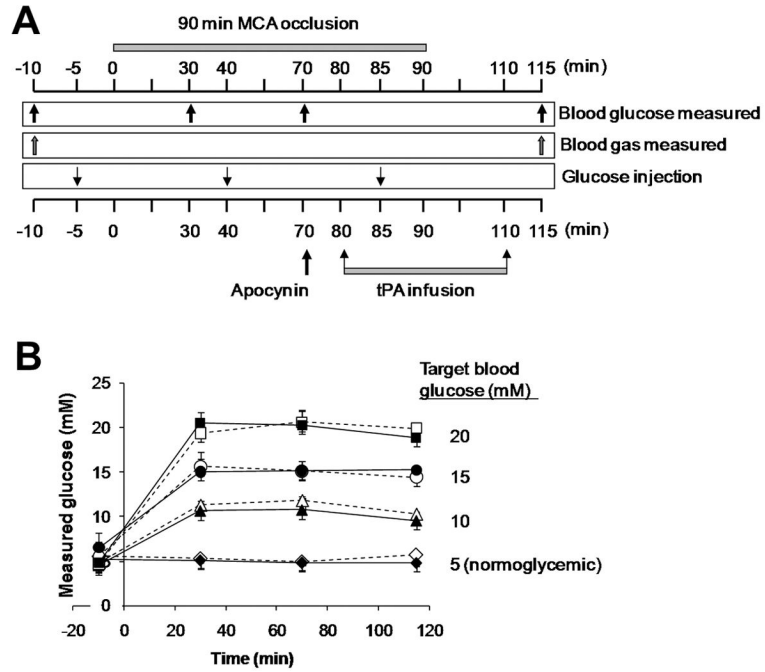 A
90 min MCA occlusion
-10 -5 0 30 40 70 80 85 90 110 115 (min)
Blood glucose measured
Blood gas measured
Glucose injection
-10 -5 0 30 40 70 80 85 90 110 115 (min)
Apocynin tPA infusion
B
Target blood
glucose (mM)
25
20
15
10
5
0
Measured glucose (mM)
20
15
10
5 (normoglycemic)
-20 0 20 40 60 80 100 120
Time (min)